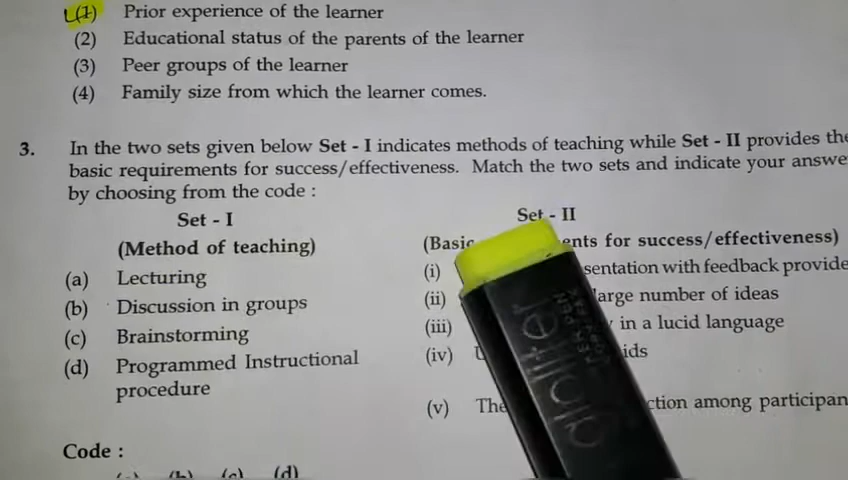 (1) Prior experience of the learner
(2) Educational status of the parents of the learner
(3) Peer groups of the learner
(4) Family size from which the learner comes.
3. In the two sets given below Set - I indicates methods of teaching while Set - II provides the
basic requirements for success/effectiveness. Match the two sets and indicate your answe
by choosing from the code :
Set - I Set - II
(Method of teaching) (Basic ents for success/effectiveness)
(a) Lecturing (i) sentation with feedback provide
(b) Discussion in groups (ii) large number of ideas
(c) Brainstorming (iii) in a lucid language
(d) Programmed Instructional (iv) U ids
procedure
(v) The ction among participan
Code :
(b) (c) (d)